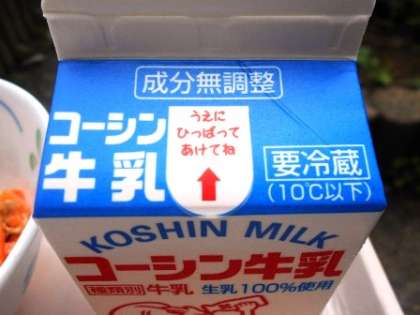 成分無調整
コーシン
牛乳
うえに
ひっぱって
あけてね
要冷蔵
(10℃以下)
KOSHIN MILK
コーシン牛乳
種類別 牛乳 生乳100%使用